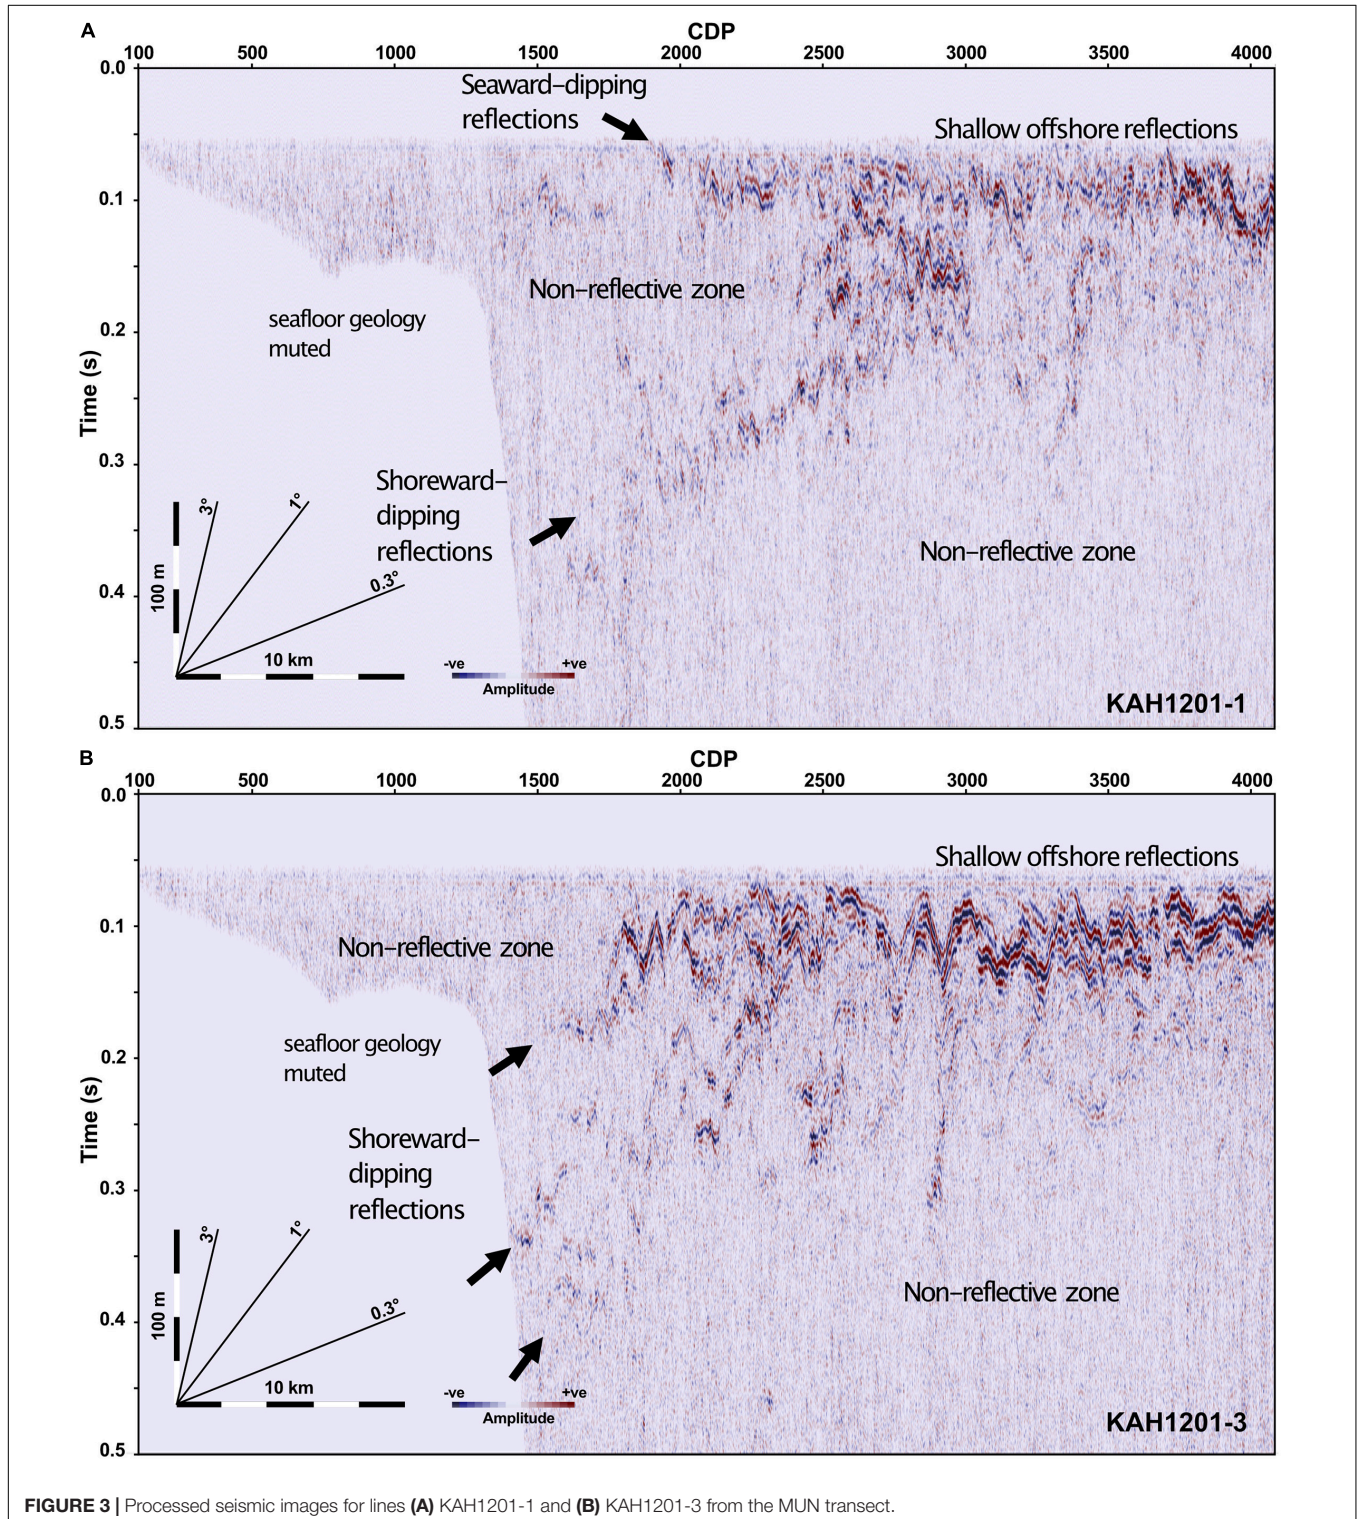 A
CDP
100 500 1000 1500 2000 2500 3000 3500 4000
0.0
Seaward–dipping
reflections
Shallow offshore reflections
0.1
Non–reflective zone
seafloor geology
muted
0.2
Time (s)
0.3
Shoreward–
dipping
reflections
Non–reflective zone
3°
1°
0.3°
0.4
100 m
10 km
-ve +ve
Amplitude
KAH1201-1
0.5
B
CDP
100 500 1000 1500 2000 2500 3000 3500 4000
0.0
Shallow offshore reflections
0.1
Non–reflective zone
seafloor geology
muted
0.2
Time (s)
Shoreward–
dipping
reflections
0.3
3°
1°
0.3°
Non–reflective zone
0.4
100 m
10 km
-ve +ve
Amplitude
KAH1201-3
0.5
FIGURE 3 | Processed seismic images for lines (A) KAH1201-1 and (B) KAH1201-3 from the MUN transect.